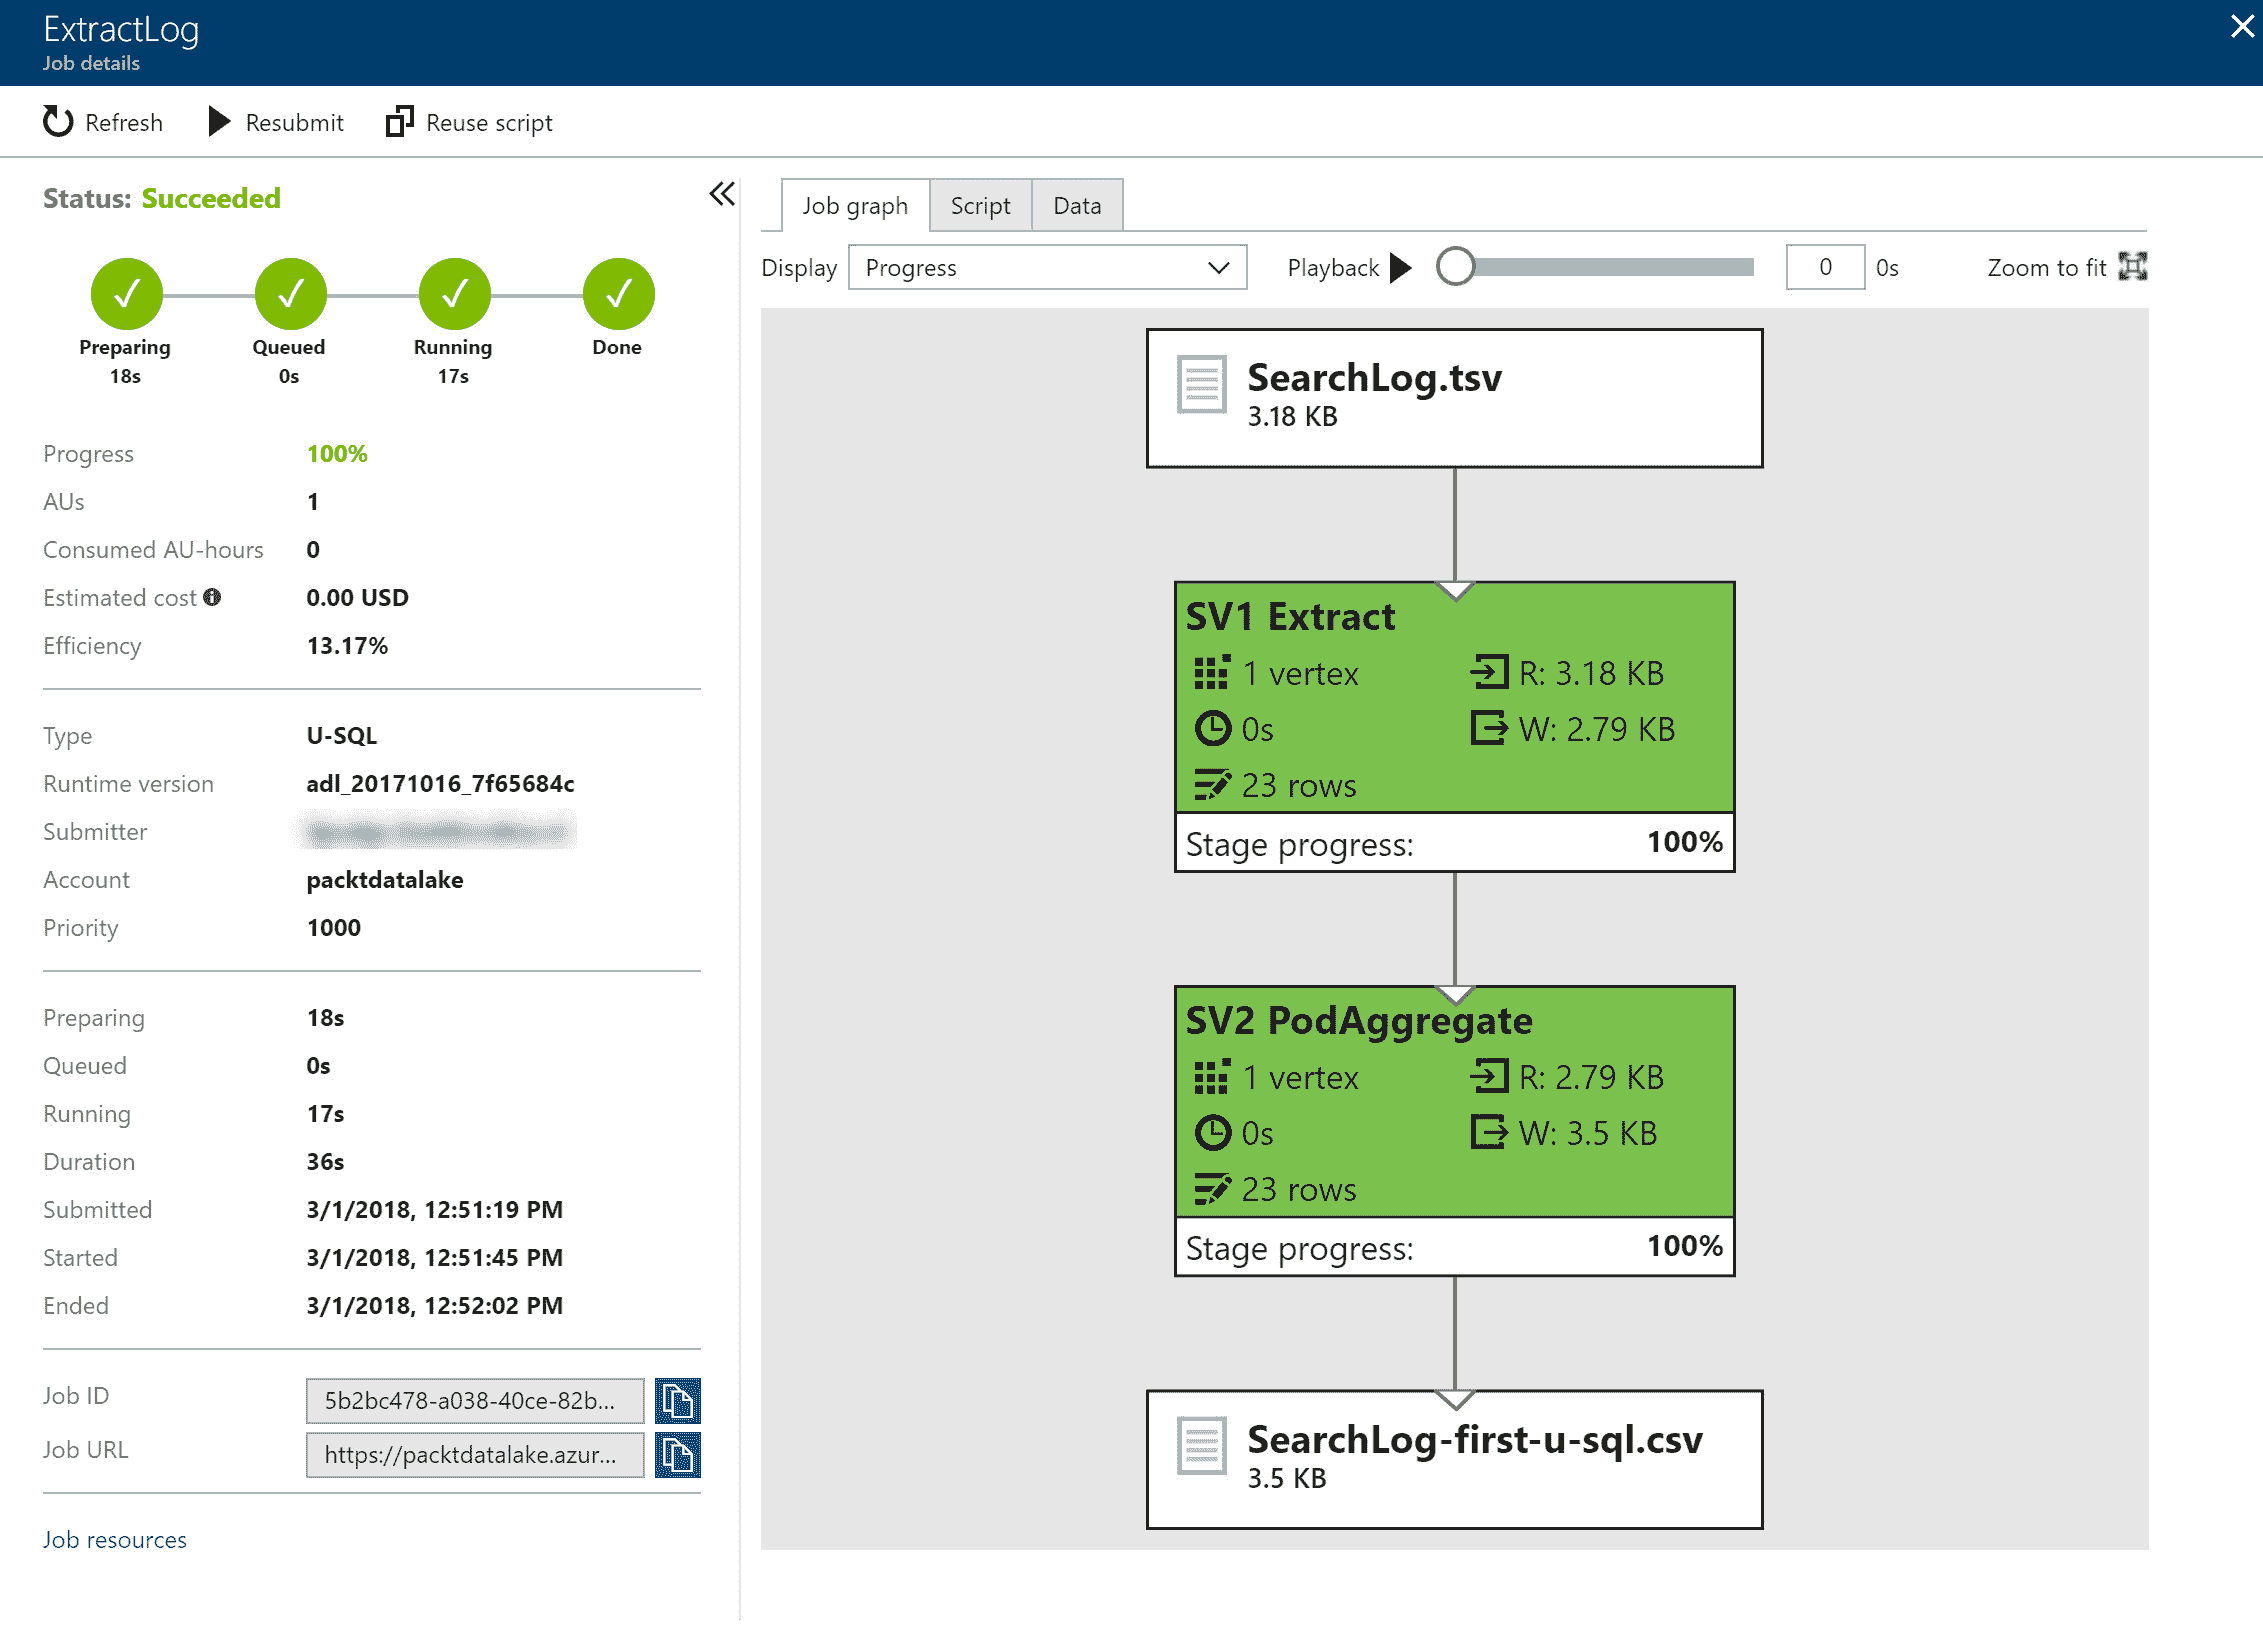 ExtractLog
Job details
Refresh Resubmit Reuse script
Status: Succeeded
Preparing Queued Running Done
18s 0s 17s
Progress 100%
AUs 1
Consumed AU-hours 0
Estimated cost 0.00 USD
Efficiency 13.17%
Type U-SQL
Runtime version adl_20171016_7f65684c
Submitter
Account packtdatalake
Priority 1000
Preparing 18s
Queued 0s
Running 17s
Duration 36s
Submitted 3/1/2018, 12:51:19 PM
Started 3/1/2018, 12:51:45 PM
Ended 3/1/2018, 12:52:02 PM
Job ID 5b2bc478-a038-40ce-82b...
Job URL https://packtdatalake.azur...
Job resources
Job graph Script Data
Display Progress Playback 0 0s Zoom to fit
SearchLog.tsv
3.18 KB
SV1 Extract
1 vertex R: 3.18 KB
0s W: 2.79 KB
23 rows
Stage progress: 100%
SV2 PodAggregate
1 vertex R: 2.79 KB
0s W: 3.5 KB
23 rows
Stage progress: 100%
SearchLog-first-u-sql.csv
3.5 KB